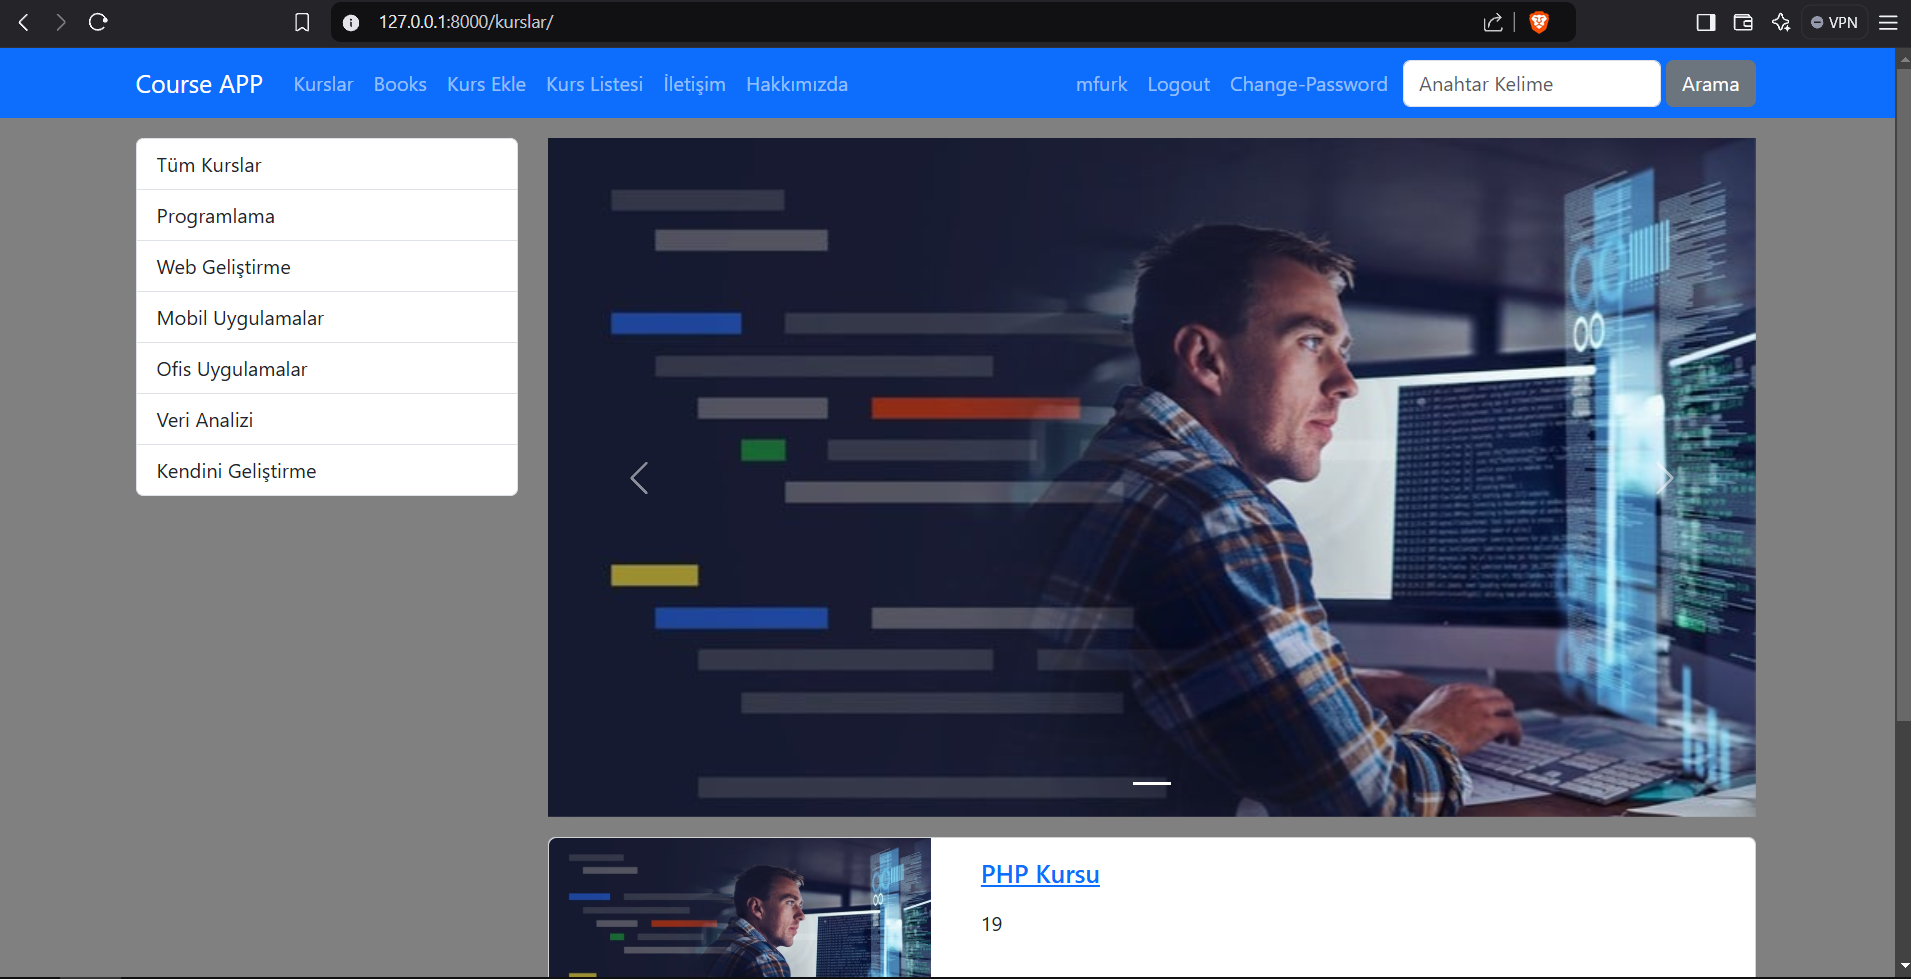 127.0.0.1:8000/kurslar/
VPN
Course APP Kurslar Books Kurs Ekle Kurs Listesi İletişim Hakkımızda mfurk Logout Change-Password Anahtar Kelime Arama
Tüm Kurslar
Programlama
Web Geliştirme
Mobil Uygulamalar
Ofis Uygulamalar
Veri Analizi
Kendini Geliştirme
PHP Kursu
19